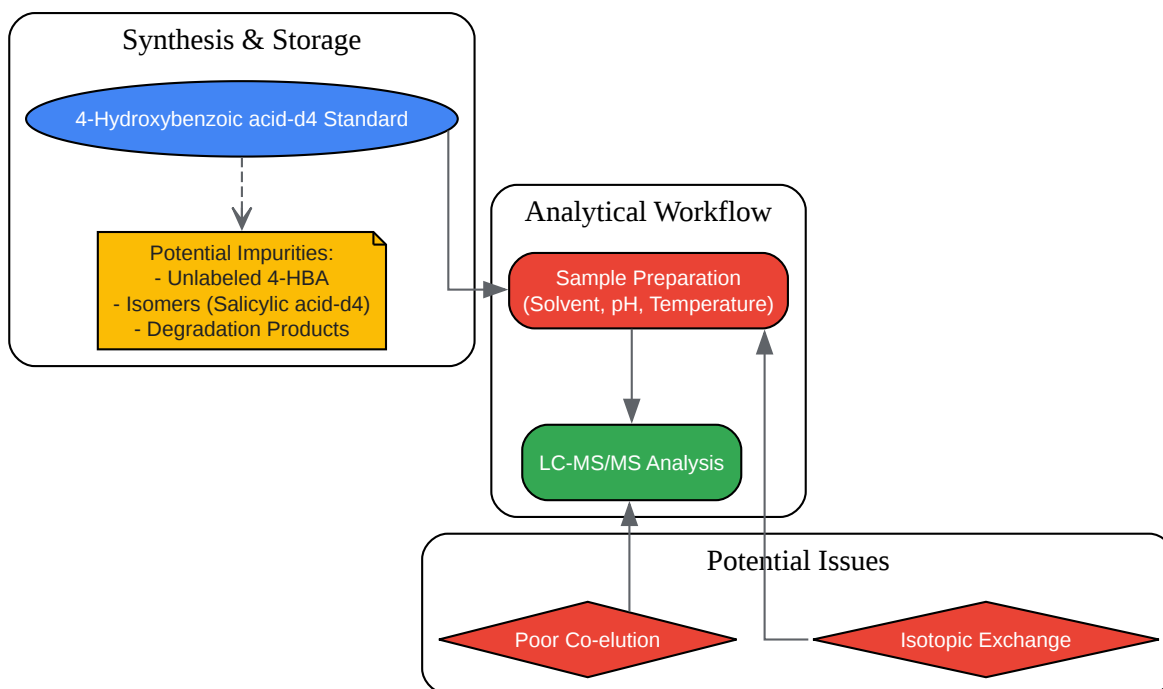 Synthesis & Storage
4-Hydroxybenzoic acid-d4 Standard
Potential Impurities:
- Unlabeled 4-HBA
- Isomers (Salicylic acid-d4)
- Degradation Products
Analytical Workflow
Sample Preparation
(Solvent, pH, Temperature)
LC-MS/MS Analysis
Potential Issues
Poor Co-elution
Isotopic Exchange